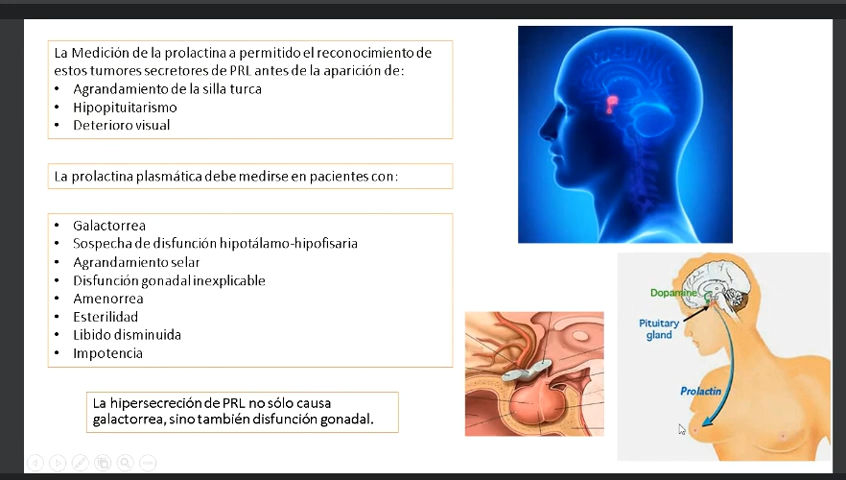 La Medición de la prolactina a permitido el reconocimiento de
estos tumores secretores de PRL antes de la aparición de:
• Agrandamiento de la silla turca
• Hipopituitarismo
• Deterioro visual
La prolactina plasmática debe medirse en pacientes con:
• Galactorrea
• Sospecha de disfunción hipotálamo-hipofisaria
• Agrandamiento selar
• Disfunción gonadal inexplicable
• Amenorrea
• Esterilidad
• Libido disminuida
• Impotencia
La hipersecreción de PRL no sólo causa
galactorrea, sino también disfunción gonadal.
Dopamine
Pituitary
gland
Prolactin